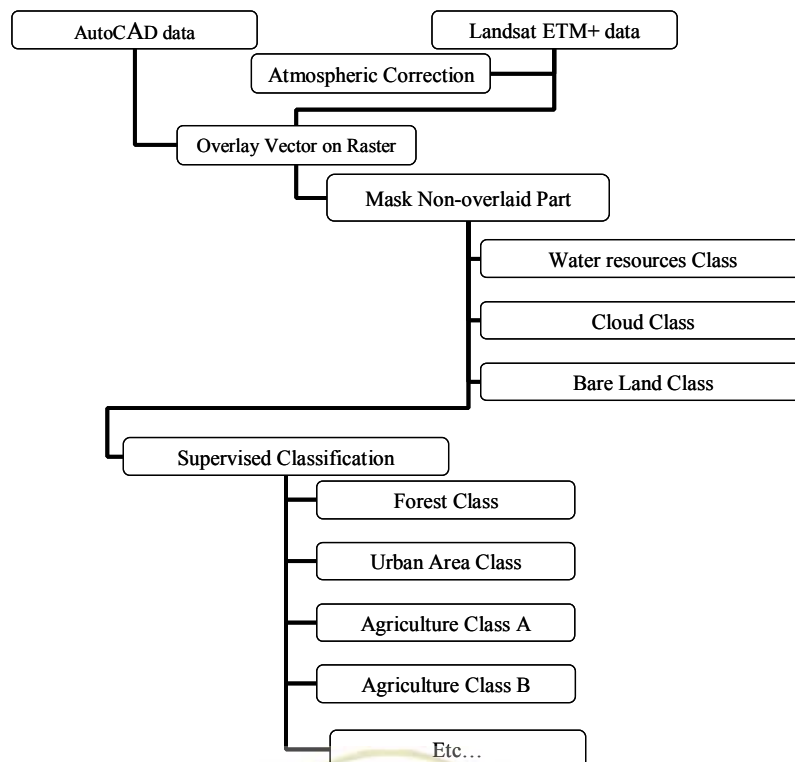 AutoCAD data
Landsat ETM+ data
Atmospheric Correction
Overlay Vector on Raster
Mask Non-overlaid Part
Water resources Class
Cloud Class
Bare Land Class
Supervised Classification
Forest Class
Urban Area Class
Agriculture Class A
Agriculture Class B
Etc...